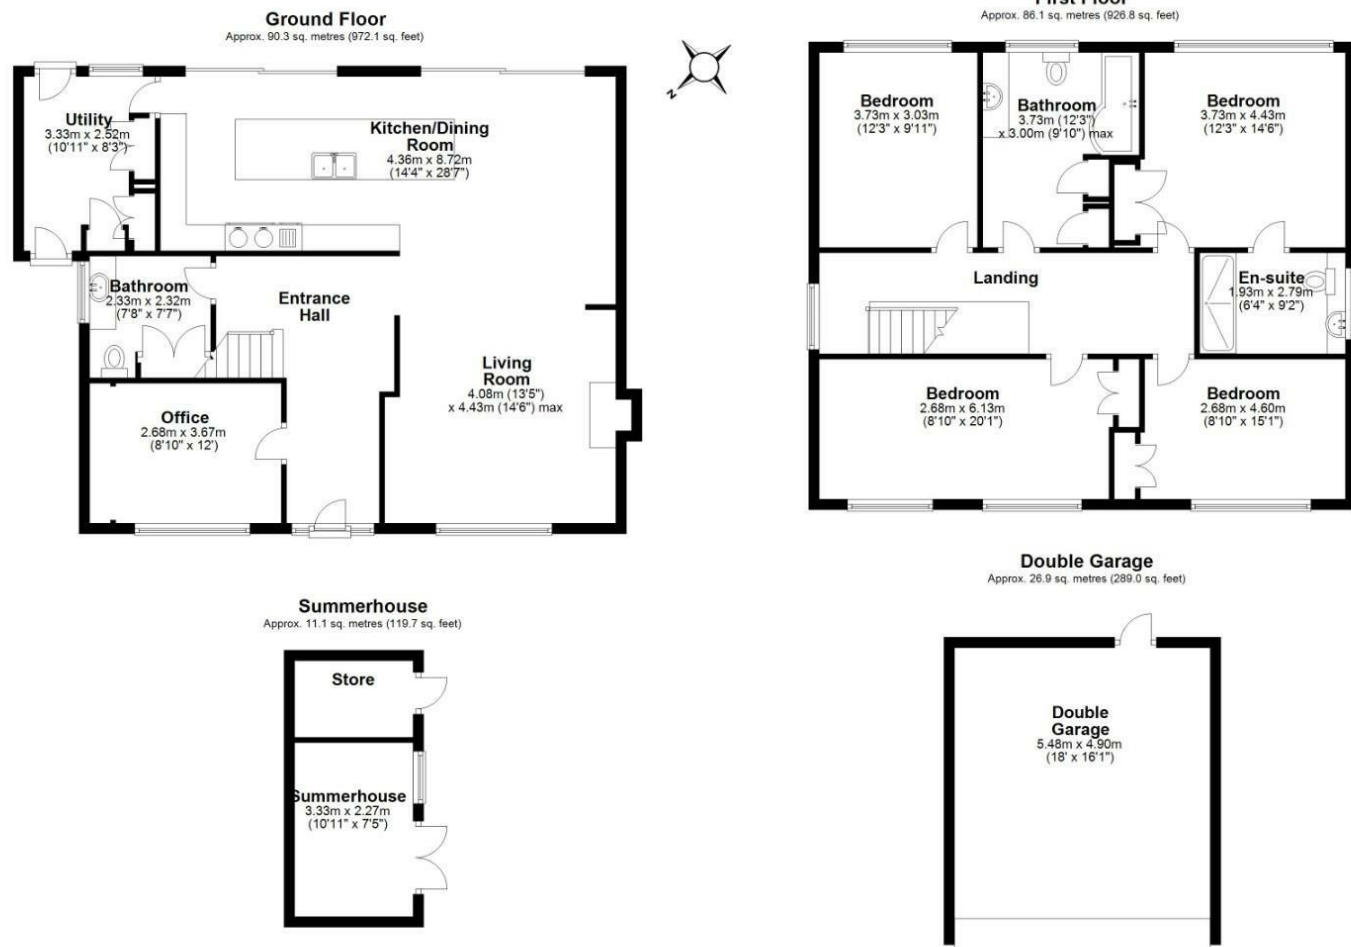 Ground Floor
Approx. 90.3 sq. metres (972.1 sq. feet)
Utility
3.33m x 2.52m
(10'11" x 8'3")
Kitchen/Dining
Room
4.36m x 8.72m
(14'4" x 28'7")
Bathroom
2.33m x 2.32m
(7'8" x 7'7")
Entrance
Hall
Living
Room
4.08m (13'5")
x 4.43m (14'6") max
Office
2.68m x 3.67m
(8'10" x 12')
N
First Floor
Approx. 86.1 sq. metres (926.8 sq. feet)
Bedroom
3.73m x 3.03m
(12'3" x 9'11")
Bathroom
3.73m (12'3")
x 3.00m (9'10") max
Bedroom
3.73m x 4.43m
(12'3" x 14'6")
Landing
En-suite
1.93m x 2.79m
(6'4" x 9'2")
Bedroom
2.68m x 6.13m
(8'10" x 20'1")
Bedroom
2.68m x 4.60m
(8'10" x 15'1")
Summerhouse
Approx. 11.1 sq. metres (119.7 sq. feet)
Store
Summerhouse
3.33m x 2.27m
(10'11" x 7'5")
Double Garage
Approx. 26.9 sq. metres (289.0 sq. feet)
Double
Garage
5.48m x 4.90m
(18' x 16'1")